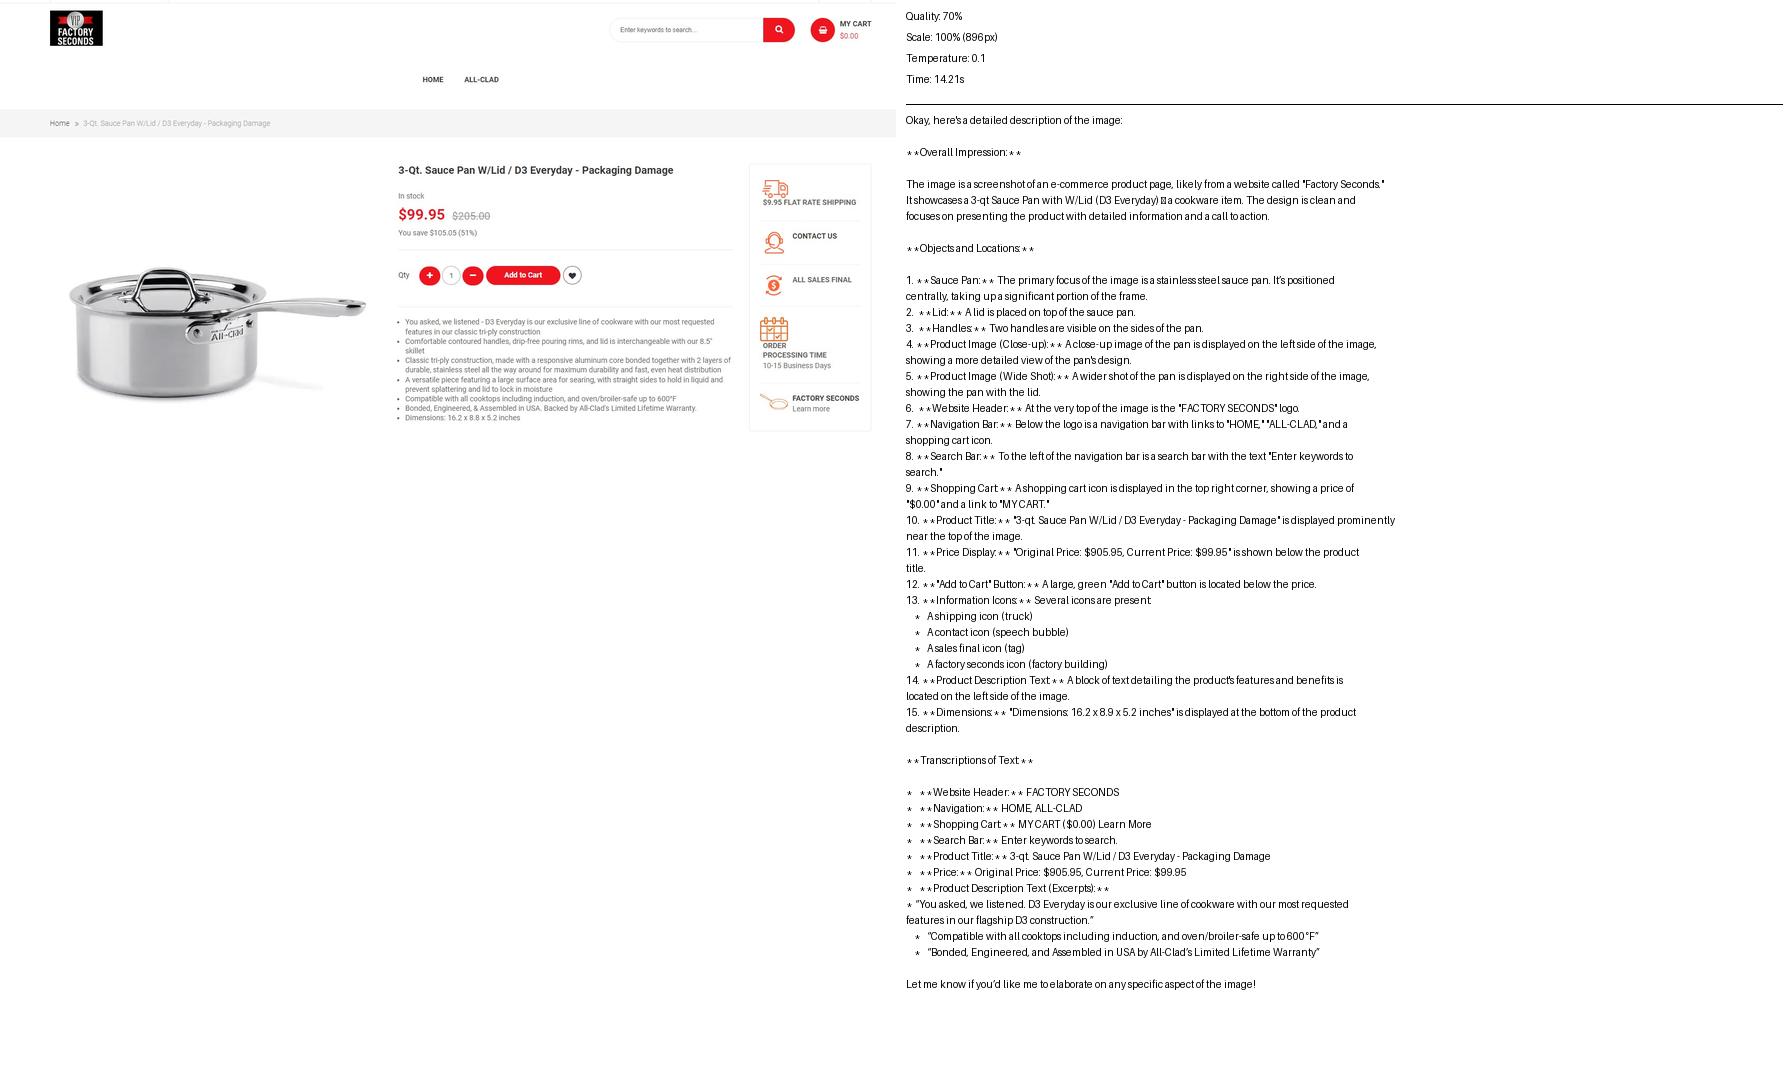 VIP
FACTORY
SECONDS
Enter keywords to search...
MY CART
$0.00
HOME
ALL-CLAD
Home » 3-Qt. Sauce Pan W/Lid / D3 Everyday - Packaging Damage
All-Clad
3-Qt. Sauce Pan W/Lid / D3 Everyday - Packaging Damage
In stock
$99.95 $205.00
You save $105.05 (51%)
Qty + 1 − Add to Cart
• You asked, we listened - D3 Everyday is our exclusive line of cookware with our most requested
features in our classic tri-ply construction
• Comfortable contoured handles, drip-free pouring rims, and lid is interchangeable with our 8.5"
skillet
• Classic tri-ply construction, made with a responsive aluminum core bonded together with 2 layers of
durable, stainless steel all the way around for maximum durability and fast, even heat distribution
• A versatile piece featuring a large surface area for searing, with straight sides to hold in liquid and
prevent splattering and lid to lock in moisture
• Compatible with all cooktops including induction, and oven/broiler-safe up to 600°F
• Bonded, Engineered, & Assembled in USA. Backed by All-Clad's Limited Lifetime Warranty.
• Dimensions: 16.2 x 8.8 x 5.2 inches
$9.95 FLAT RATE SHIPPING
CONTACT US
$
ALL SALES FINAL
ORDER
PROCESSING TIME
10-15 Business Days
FACTORY SECONDS
Learn more
Quality: 70%
Scale: 100% (896px)
Temperature: 0.1
Time: 14.21s
Okay, here's a detailed description of the image:
**Overall Impression:**
The image is a screenshot of an e-commerce product page, likely from a website called "Factory Seconds."
It showcases a 3-qt Sauce Pan with W/Lid (D3 Everyday) a cookware item. The design is clean and
focuses on presenting the product with detailed information and a call to action.
**Objects and Locations:**
1. **Sauce Pan:** The primary focus of the image is a stainless steel sauce pan. It's positioned
centrally, taking up a significant portion of the frame.
2. **Lid:** A lid is placed on top of the sauce pan.
3. **Handles:** Two handles are visible on the sides of the pan.
4. **Product Image (Close-up):** A close-up image of the pan is displayed on the left side of the image,
showing a more detailed view of the pan's design.
5. **Product Image (Wide Shot):** A wider shot of the pan is displayed on the right side of the image,
showing the pan with the lid.
6. **Website Header:** At the very top of the image is the "FACTORY SECONDS" logo.
7. **Navigation Bar:** Below the logo is a navigation bar with links to "HOME," "ALL-CLAD," and a
shopping cart icon.
8. **Search Bar:** To the left of the navigation bar is a search bar with the text "Enter keywords to
search."
9. **Shopping Cart:** A shopping cart icon is displayed in the top right corner, showing a price of
"$0.00" and a link to "MY CART."
10. **Product Title:** "3-qt. Sauce Pan W/Lid / D3 Everyday - Packaging Damage" is displayed prominently
near the top of the image.
11. **Price Display:** "Original Price: $905.95, Current Price: $99.95" is shown below the product
title.
12. **"Add to Cart" Button:** A large, green "Add to Cart" button is located below the price.
13. **Information Icons:** Several icons are present:
* A shipping icon (truck)
* A contact icon (speech bubble)
* A sales final icon (tag)
* A factory seconds icon (factory building)
14. **Product Description Text:** A block of text detailing the product's features and benefits is
located on the left side of the image.
15. **Dimensions:** "Dimensions: 16.2 x 8.9 x 5.2 inches" is displayed at the bottom of the product
description.
**Transcriptions of Text:**
* **Website Header:** FACTORY SECONDS
* **Navigation:** HOME, ALL-CLAD
* **Shopping Cart:** MY CART ($0.00) Learn More
* **Search Bar:** Enter keywords to search.
* **Product Title:** 3-qt. Sauce Pan W/Lid / D3 Everyday - Packaging Damage
* **Price:** Original Price: $905.95, Current Price: $99.95
* **Product Description Text (Excerpts):**
* "You asked, we listened. D3 Everyday is our exclusive line of cookware with our most requested
features in our flagship D3 construction."
* "Compatible with all cooktops including induction, and oven/broiler-safe up to 600°F"
* "Bonded, Engineered, and Assembled in USA by All-Clad's Limited Lifetime Warranty"
Let me know if you'd like me to elaborate on any specific aspect of the image!